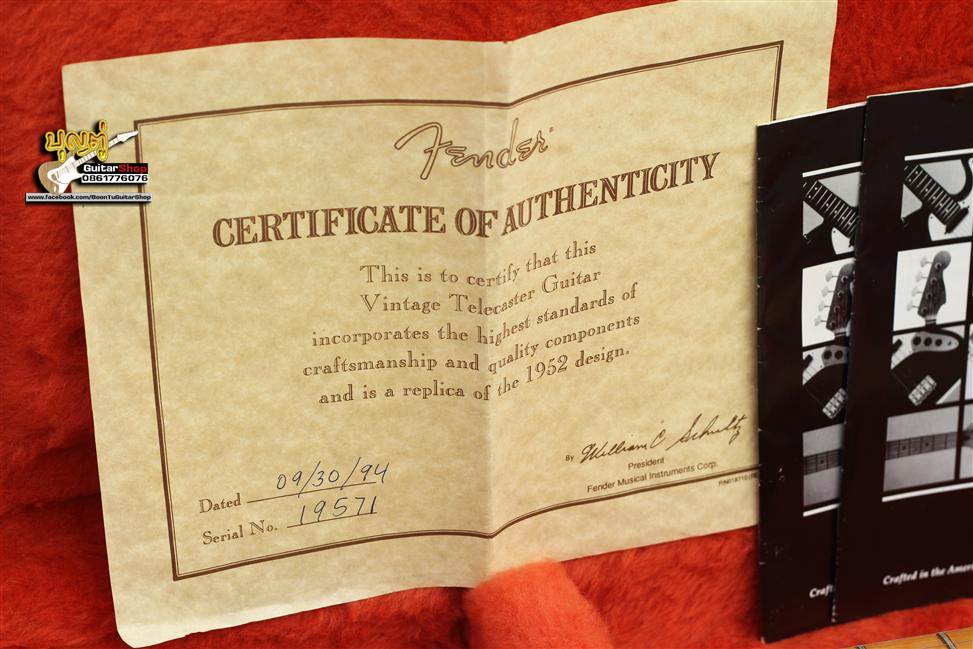 บุญตู่
GuitarShop
0861776076
www.facebook.com/BoonTuGuitarShop
Fender
CERTIFICATE OF AUTHENTICITY
This is to certify that this
Vintage Telecaster Guitar
incorporates the highest standards of
craftsmanship and quality components
and is a replica of the 1952 design.
Dated 09/30/94
Serial No. 19571
By William C Schultz
President
Fender Musical Instruments Corp.
Craf
Crafted in the Ameri